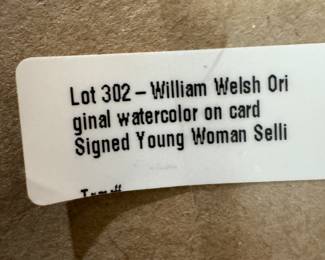 Lot 302 – William Welsh Ori
ginal watercolor on card
Signed Young Woman Selli